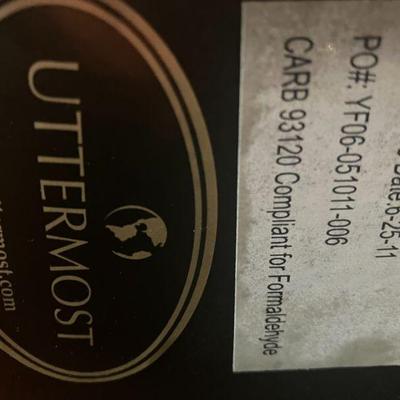 Date:6-25-11
PO#: YF06-051011-006
CARB 93120 Compliant for Formaldehyde
UTTERMOST